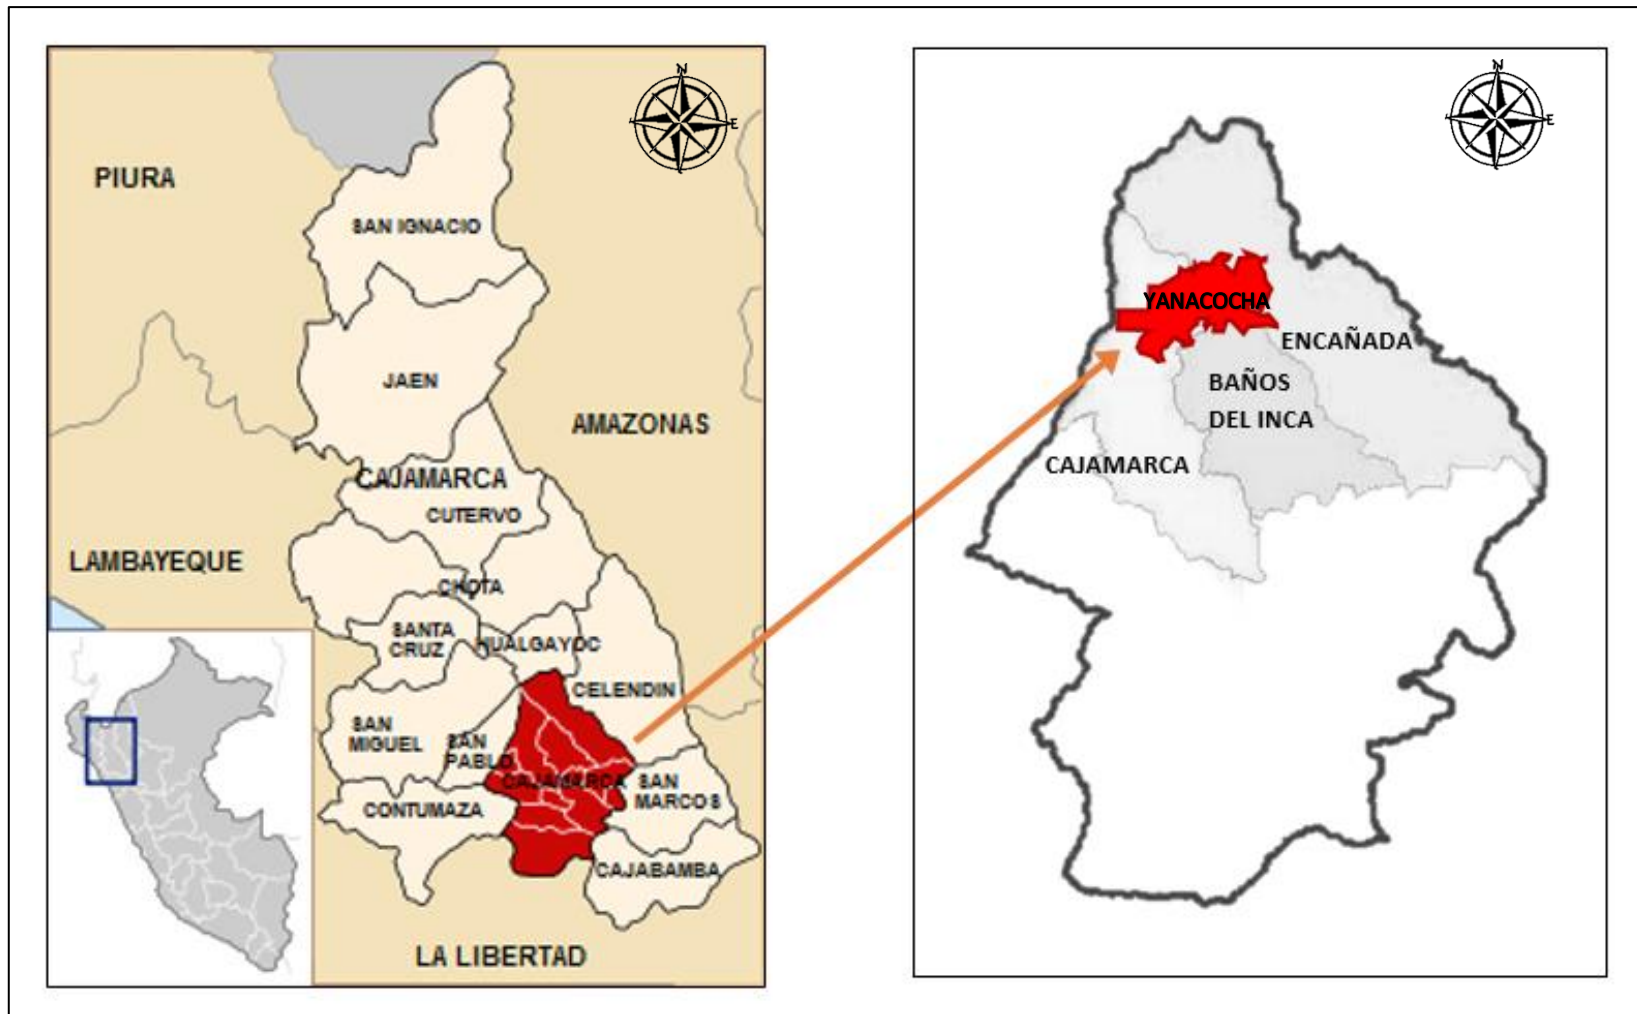 N
E
PIURA
SAN IGNACIO
JAEN
AMAZONAS
CAJAMARCA
CUTERVO
LAMBAYEQUE
CHOTA
SANTA
CRUZ
HUALGAYOC
CELENDIN
SAN
MIGUEL
SAN
PABLO
CAJAMARCA
SAN
MARCOS
CONTUMAZA
CAJABAMBA
LA LIBERTAD
N
E
YANACOCHA
ENCAÑADA
BAÑOS
DEL INCA
CAJAMARCA